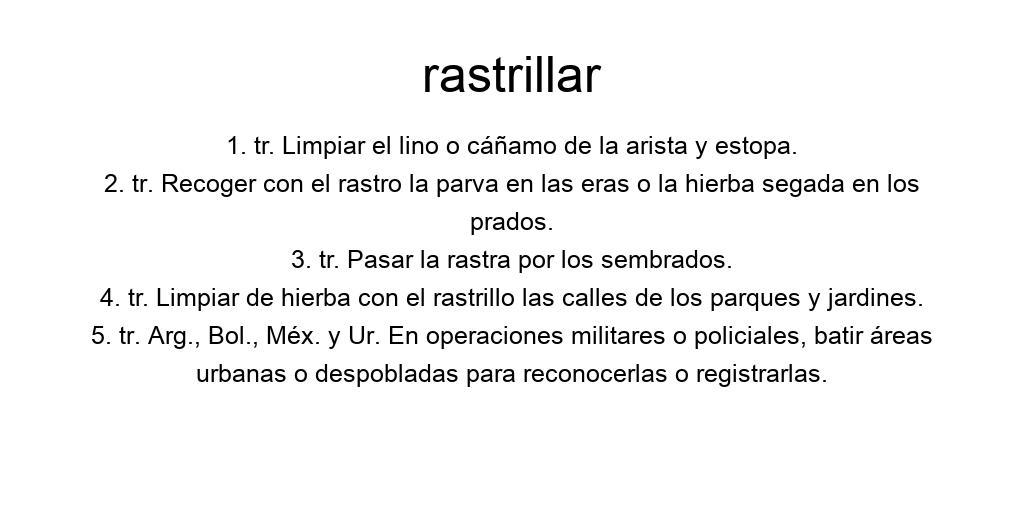 rastrillar
1. tr. Limpiar el lino o cáñamo de la arista y estopa.
2. tr. Recoger con el rastro la parva en las eras o la hierba segada en los
prados.
3. tr. Pasar la rastra por los sembrados.
4. tr. Limpiar de hierba con el rastrillo las calles de los parques y jardines.
5. tr. Arg., Bol., Méx. y Ur. En operaciones militares o policiales, batir áreas
urbanas o despobladas para reconocerlas o registrarlas.